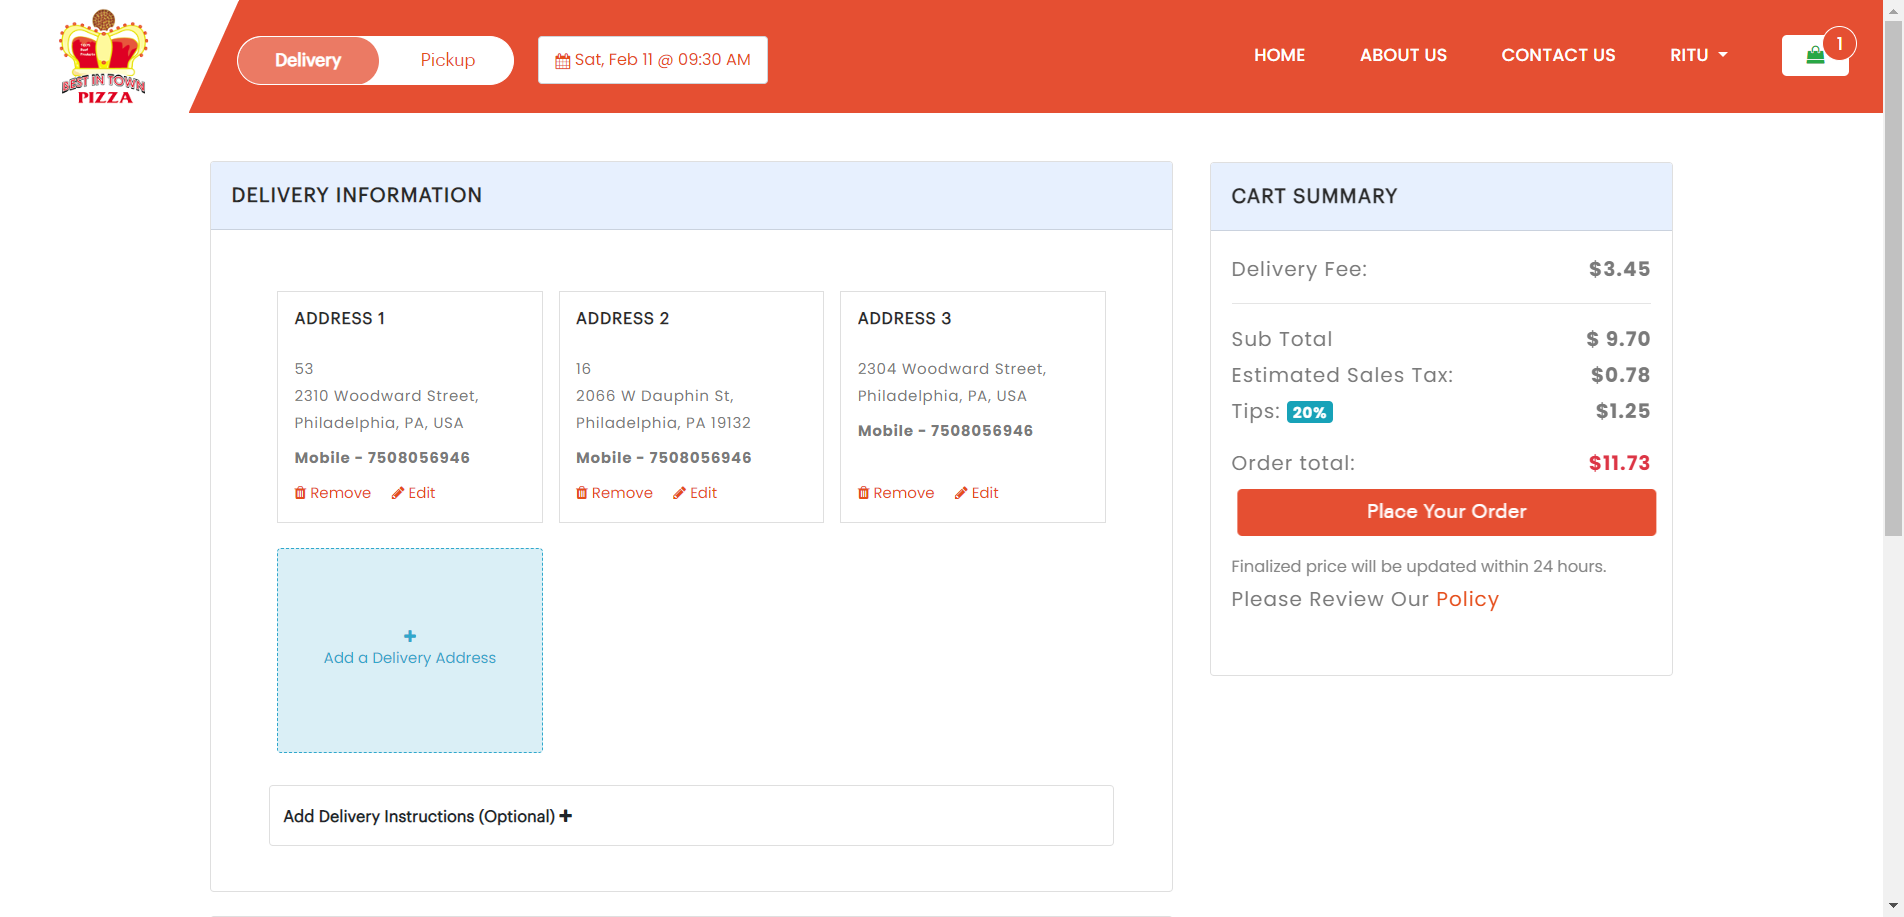 BEST IN TOWN
PIZZA
Delivery
Pickup
Sat, Feb 11 @ 09:30 AM
HOME
ABOUT US
CONTACT US
RITU
1
DELIVERY INFORMATION
ADDRESS 1
53
2310 Woodward Street,
Philadelphia, PA, USA
Mobile - 7508056946
Remove Edit
ADDRESS 2
16
2066 W Dauphin St,
Philadelphia, PA 19132
Mobile - 7508056946
Remove Edit
ADDRESS 3
2304 Woodward Street,
Philadelphia, PA, USA
Mobile - 7508056946
Remove Edit
Add a Delivery Address
Add Delivery Instructions (Optional)
CART SUMMARY
Delivery Fee: $3.45
Sub Total $ 9.70
Estimated Sales Tax: $0.78
Tips: 20% $1.25
Order total: $11.73
Place Your Order
Finalized price will be updated within 24 hours.
Please Review Our Policy